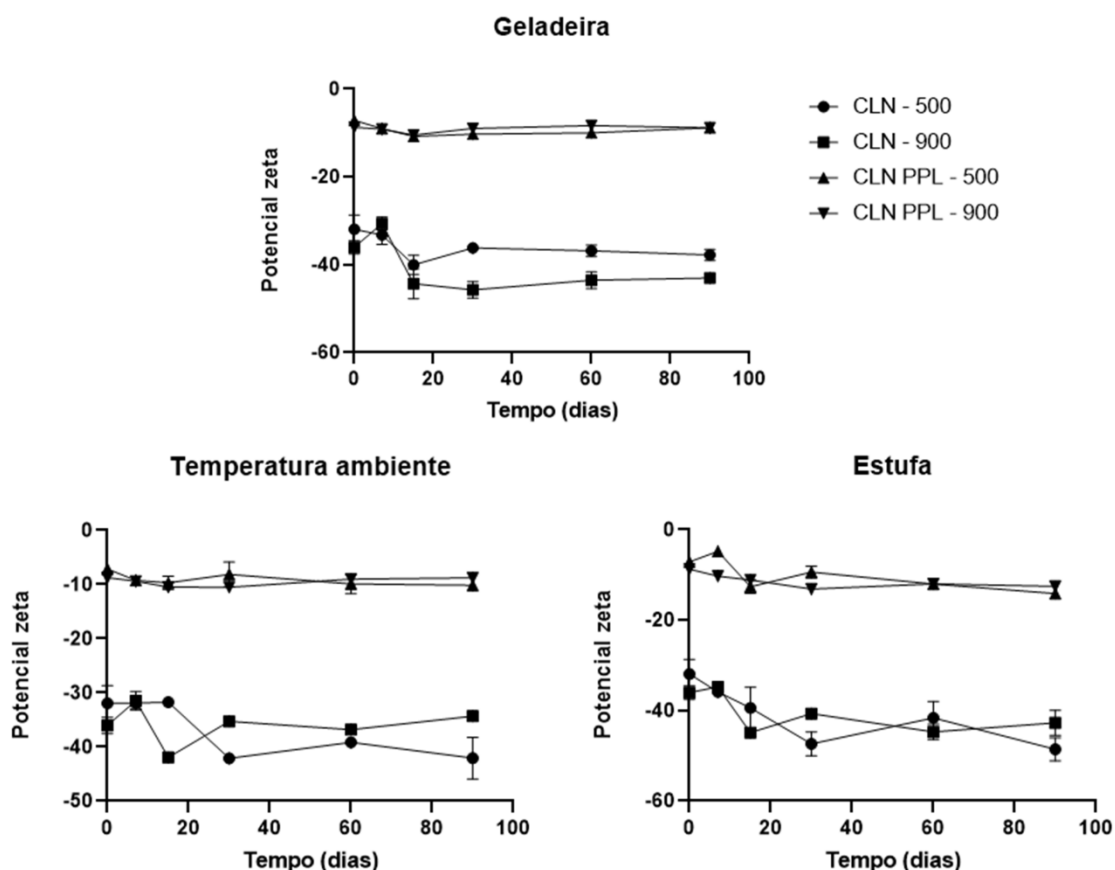 Geladeira
0
-20
-40
-60
Potencial zeta
0 20 40 60 80 100
Tempo (dias)
CLN - 500
CLN - 900
CLN PPL - 500
CLN PPL - 900
Temperatura ambiente
0
-10
-20
-30
-40
-50
Potencial zeta
0 20 40 60 80 100
Tempo (dias)
Estufa
0
-20
-40
-60
Potencial zeta
0 20 40 60 80 100
Tempo (dias)